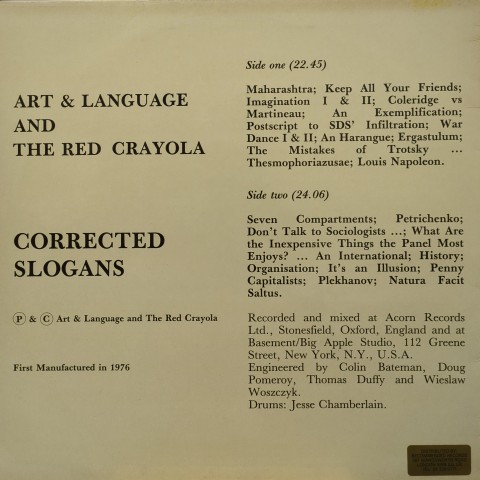 ART & LANGUAGE
AND
THE RED CRAYOLA
CORRECTED
SLOGANS
Ⓟ & Ⓒ Art & Language and The Red Crayola
First Manufactured in 1976
Side one (22.45)
Maharashtra; Keep All Your Friends;
Imagination I & II; Coleridge vs
Martineau; An Exemplification;
Postscript to SDS' Infiltration; War
Dance I & II; An Harangue; Ergastulum;
The Mistakes of Trotsky ...
Thesmophoriazusae; Louis Napoleon.
Side two (24.06)
Seven Compartments; Petrichenko;
Don't Talk to Sociologists ...; What Are
the Inexpensive Things the Panel Most
Enjoys? ... An International; History;
Organisation; It's an Illusion; Penny
Capitalists; Plekhanov; Natura Facit
Saltus.
Recorded and mixed at Acorn Records
Ltd., Stonesfield, Oxford, England and at
Basement/Big Apple Studio, 112 Greene
Street, New York, N.Y., U.S.A.
Engineered by Colin Bateman, Doug
Pomeroy, Thomas Duffy and Wieslaw
Woszczyk.
Drums: Jesse Chamberlain.